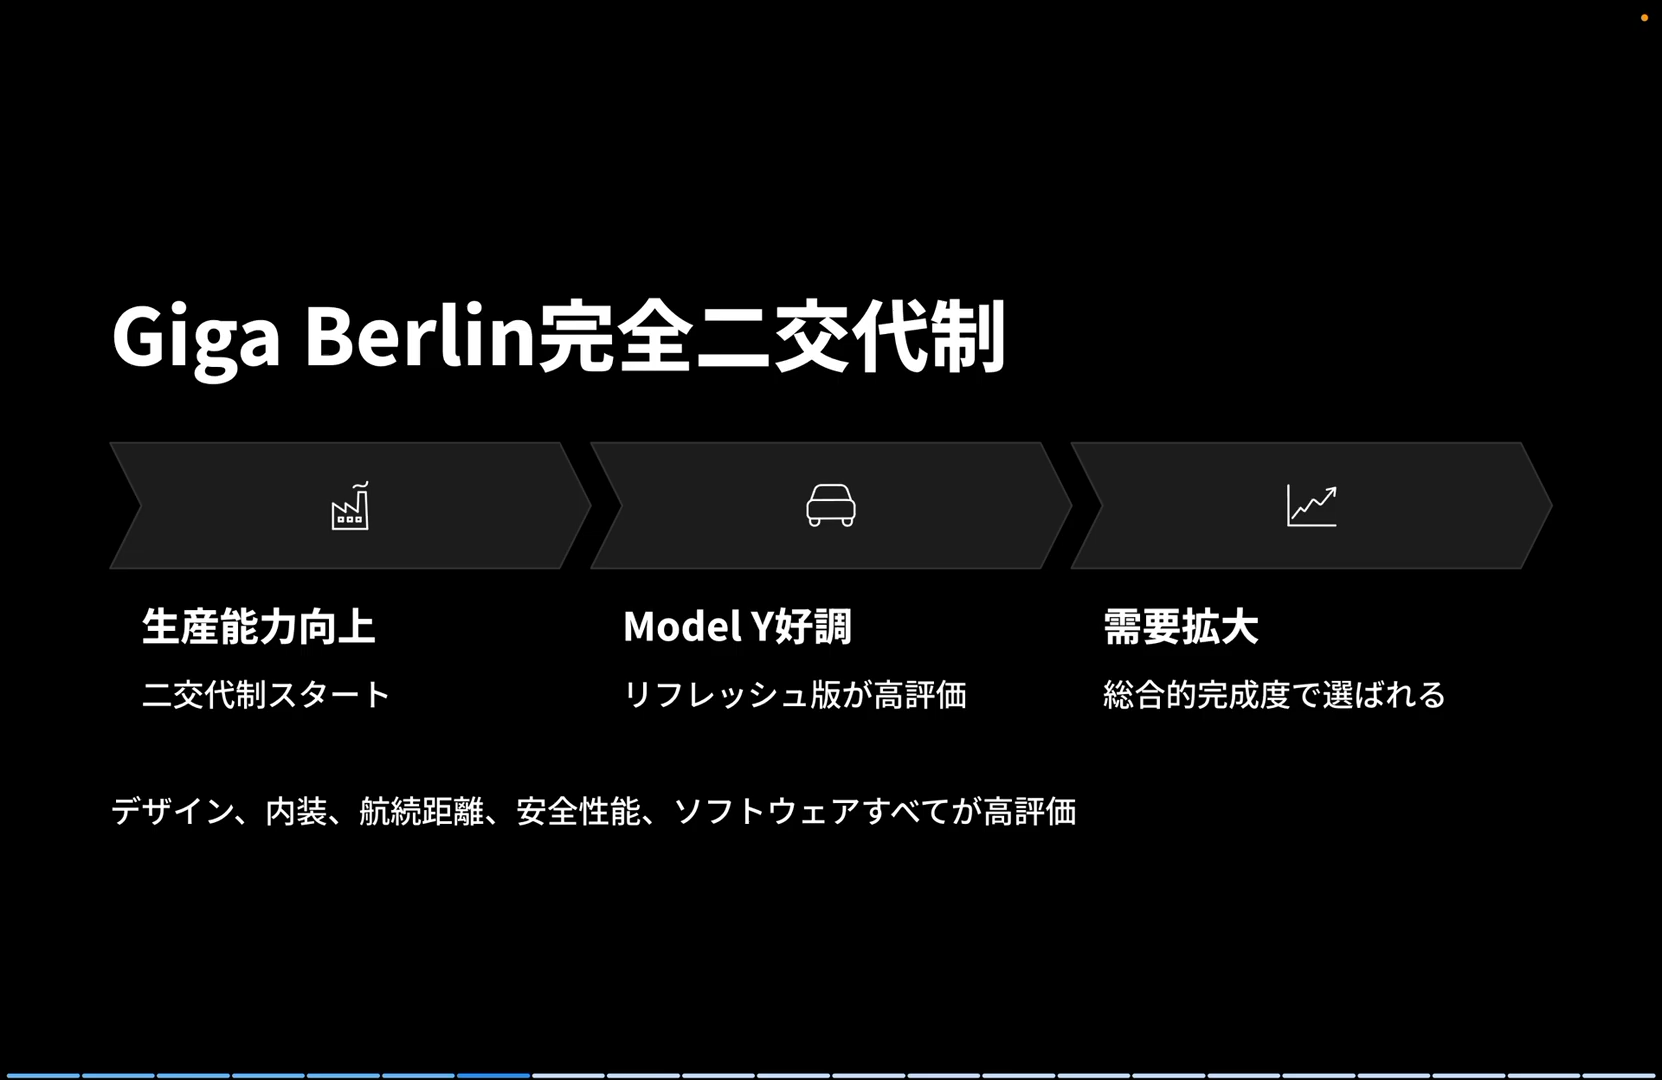 Giga Berlin完全二交代制
生産能力向上
二交代制スタート
Model Y好調
リフレッシュ版が高評価
需要拡大
総合的完成度で選ばれる
デザイン、内装、航続距離、安全性能、ソフトウェアすべてが高評価